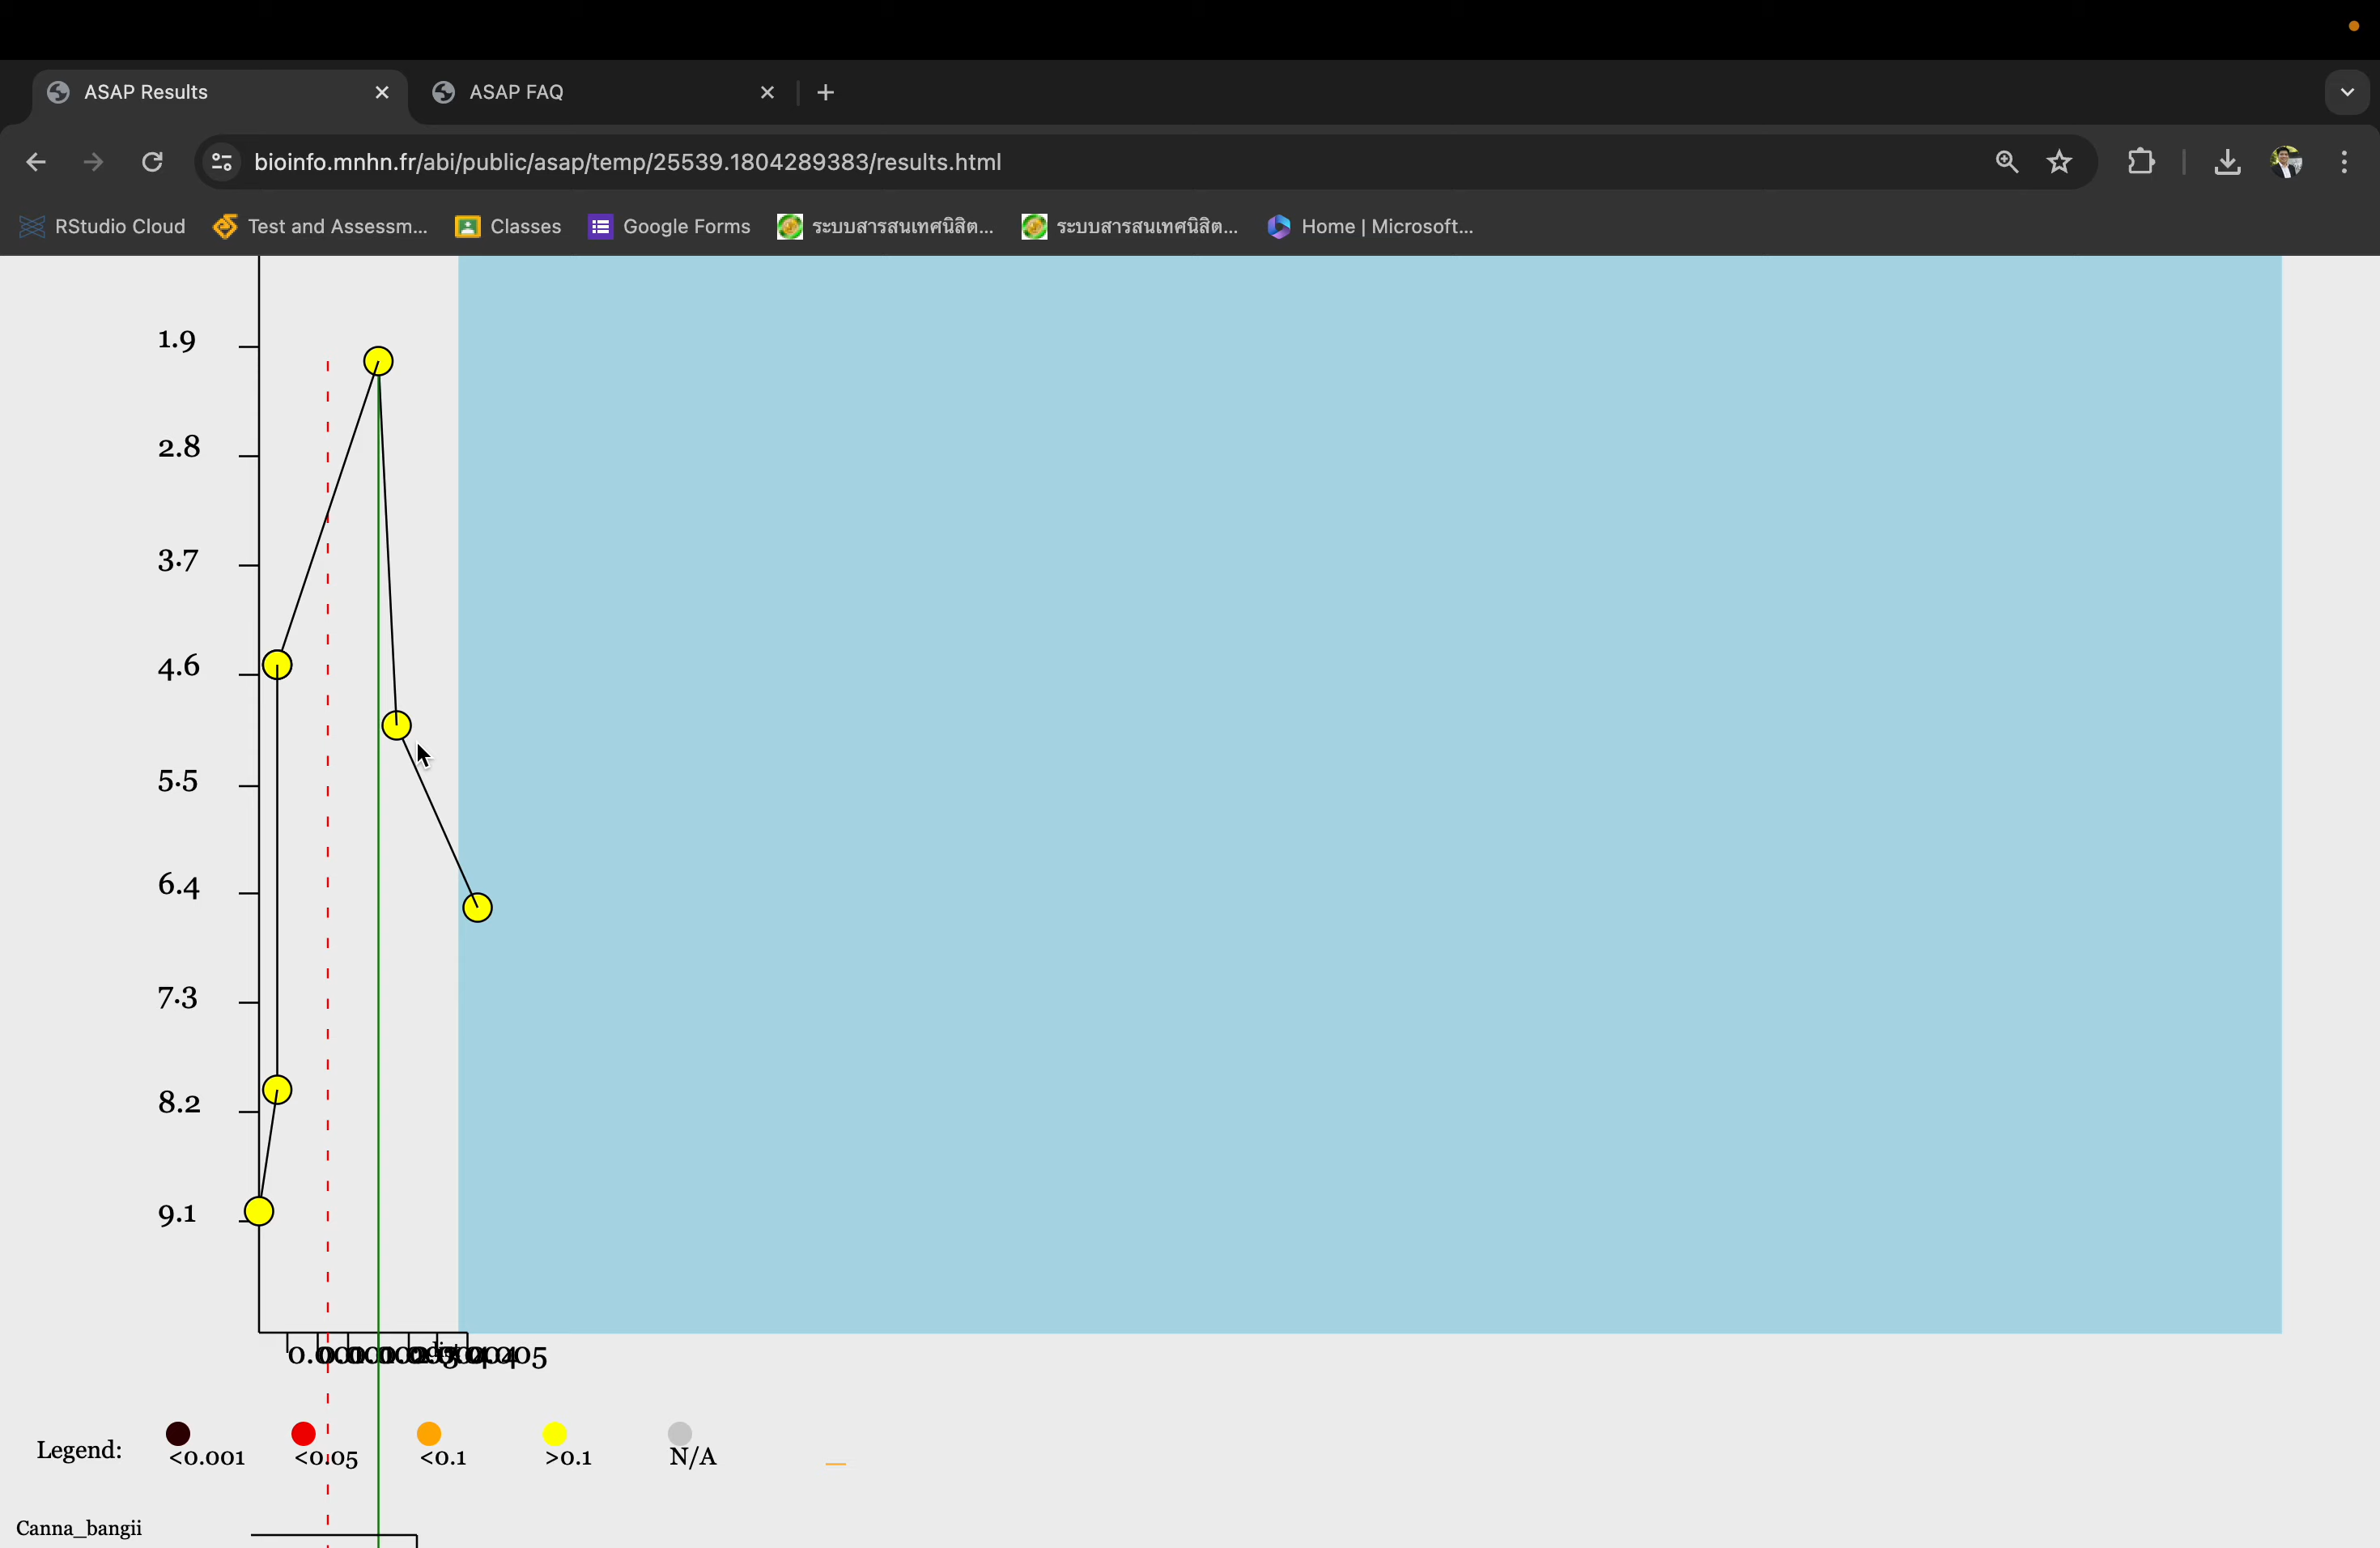 ASAP Results
ASAP FAQ
bioinfo.mnhn.fr/abi/public/asap/temp/25539.1804289383/results.html
RStudio Cloud
Test and Assessm...
Classes
Google Forms
ระบบสารสนเทศนิสิต...
ระบบสารสนเทศนิสิต...
Home | Microsoft...
1.9
2.8
3.7
4.6
5.5
6.4
7.3
8.2
9.1
Legend:
<0.001
<0.05
<0.1
>0.1
N/A
Canna_bangii